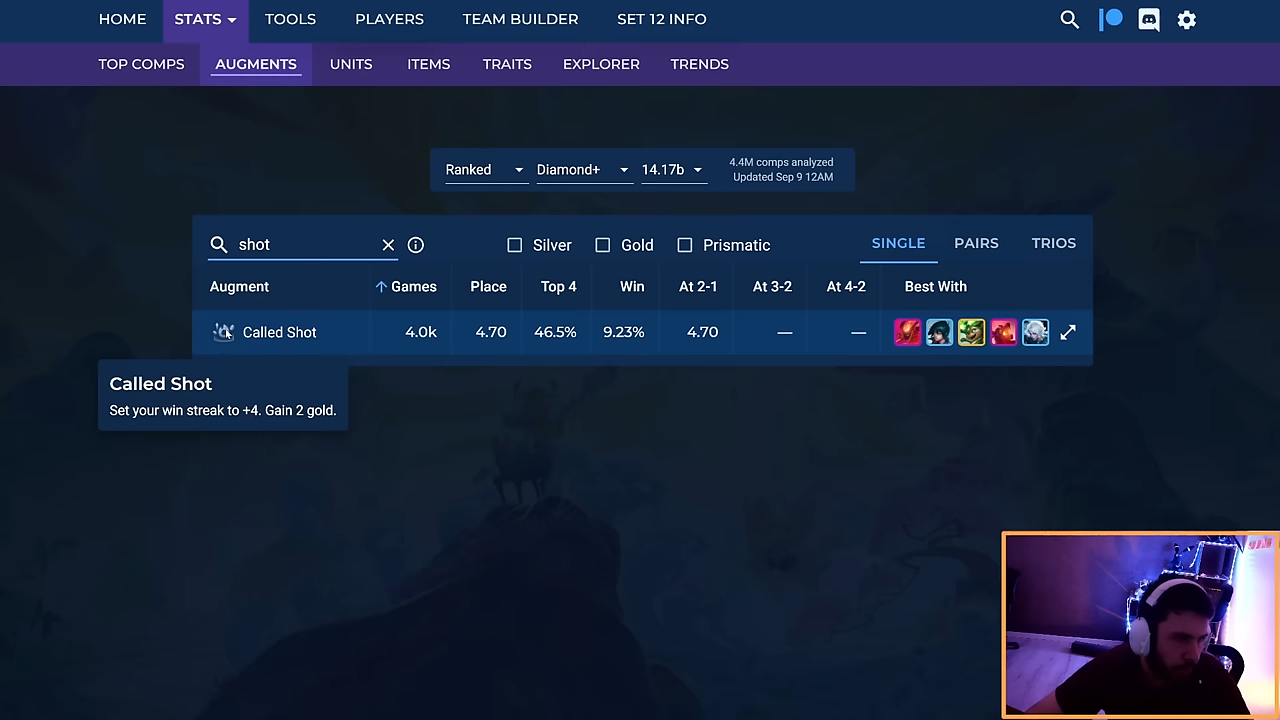 HOME STATS TOOLS PLAYERS TEAM BUILDER SET 12 INFO
TOP COMPS AUGMENTS UNITS ITEMS TRAITS EXPLORER TRENDS
Ranked Diamond+ 14.17b
4.4M comps analyzed
Updated Sep 9 12AM
shot Silver Gold Prismatic SINGLE PAIRS TRIOS
Augment Games Place Top 4 Win At 2-1 At 3-2 At 4-2 Best With
Called Shot 4.0k 4.70 46.5% 9.23% 4.70 — —
Called Shot
Set your win streak to +4. Gain 2 gold.